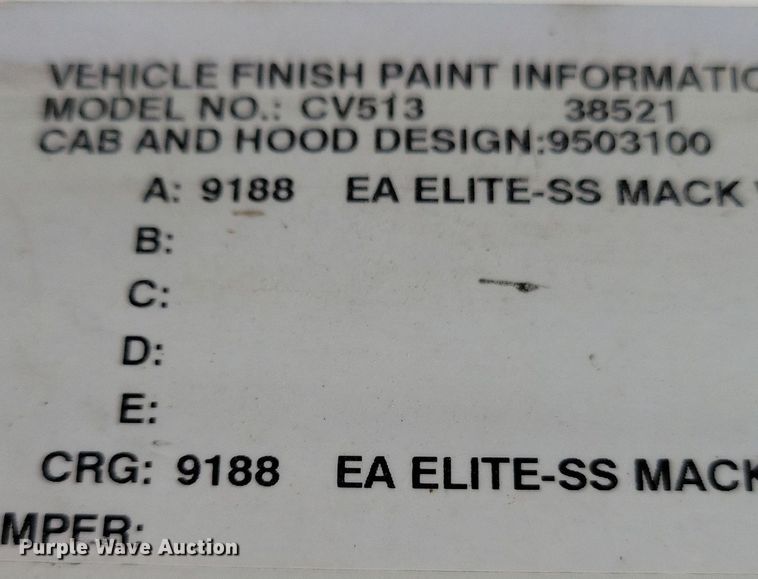 VEHICLE FINISH PAINT INFORMATIO
MODEL NO.: CV513 38521
CAB AND HOOD DESIGN:9503100
A: 9188 EA ELITE-SS MACK
B:
C:
D:
E:
CRG: 9188 EA ELITE-SS MACK
MPER:
Purple Wave Auction